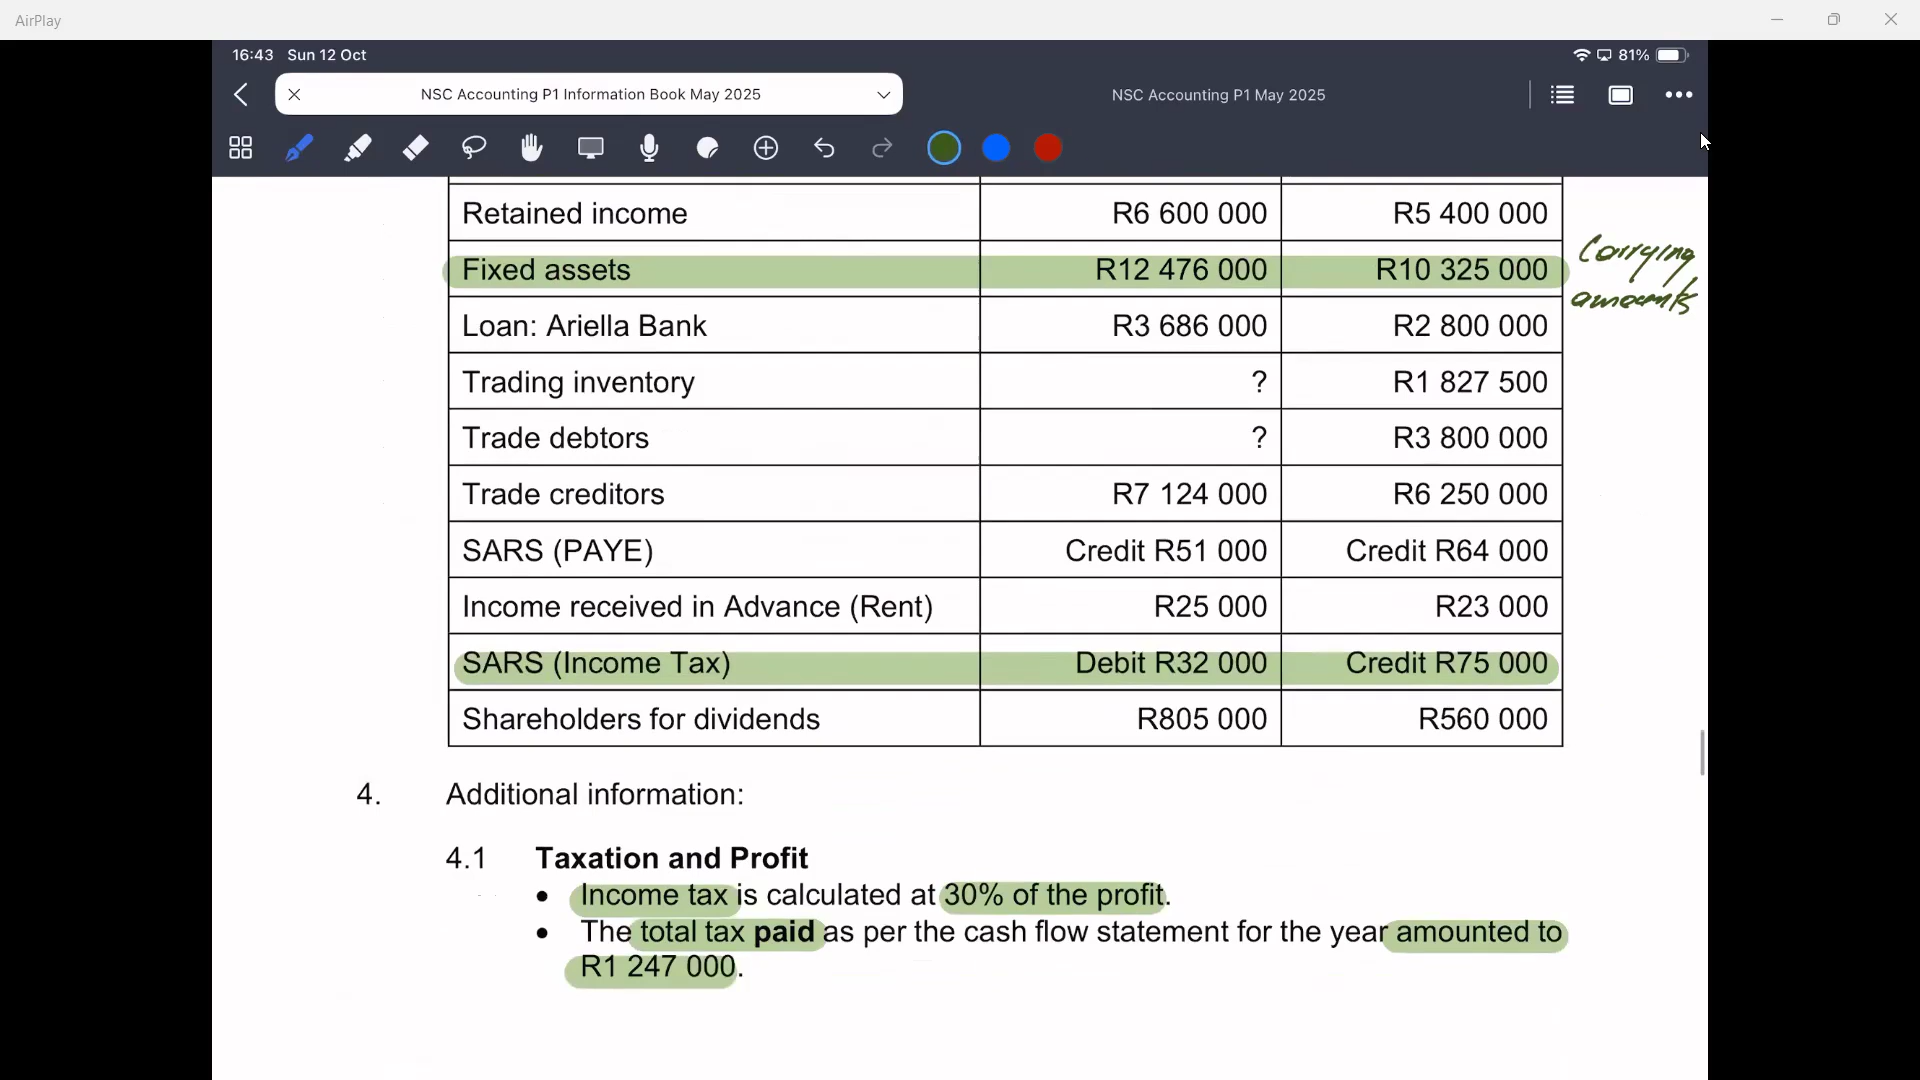 AirPlay
16:43 Sun 12 Oct
81%
NSC Accounting P1 Information Book May 2025
NSC Accounting P1 May 2025
Retained income R6 600 000 R5 400 000
Fixed assets R12 476 000 R10 325 000
Carrying
amounts
Loan: Ariella Bank R3 686 000 R2 800 000
Trading inventory ? R1 827 500
Trade debtors ? R3 800 000
Trade creditors R7 124 000 R6 250 000
SARS (PAYE) Credit R51 000 Credit R64 000
Income received in Advance (Rent) R25 000 R23 000
SARS (Income Tax) Debit R32 000 Credit R75 000
Shareholders for dividends R805 000 R560 000
4. Additional information:
4.1 Taxation and Profit
• Income tax is calculated at 30% of the profit.
• The total tax paid as per the cash flow statement for the year amounted to
R1 247 000.